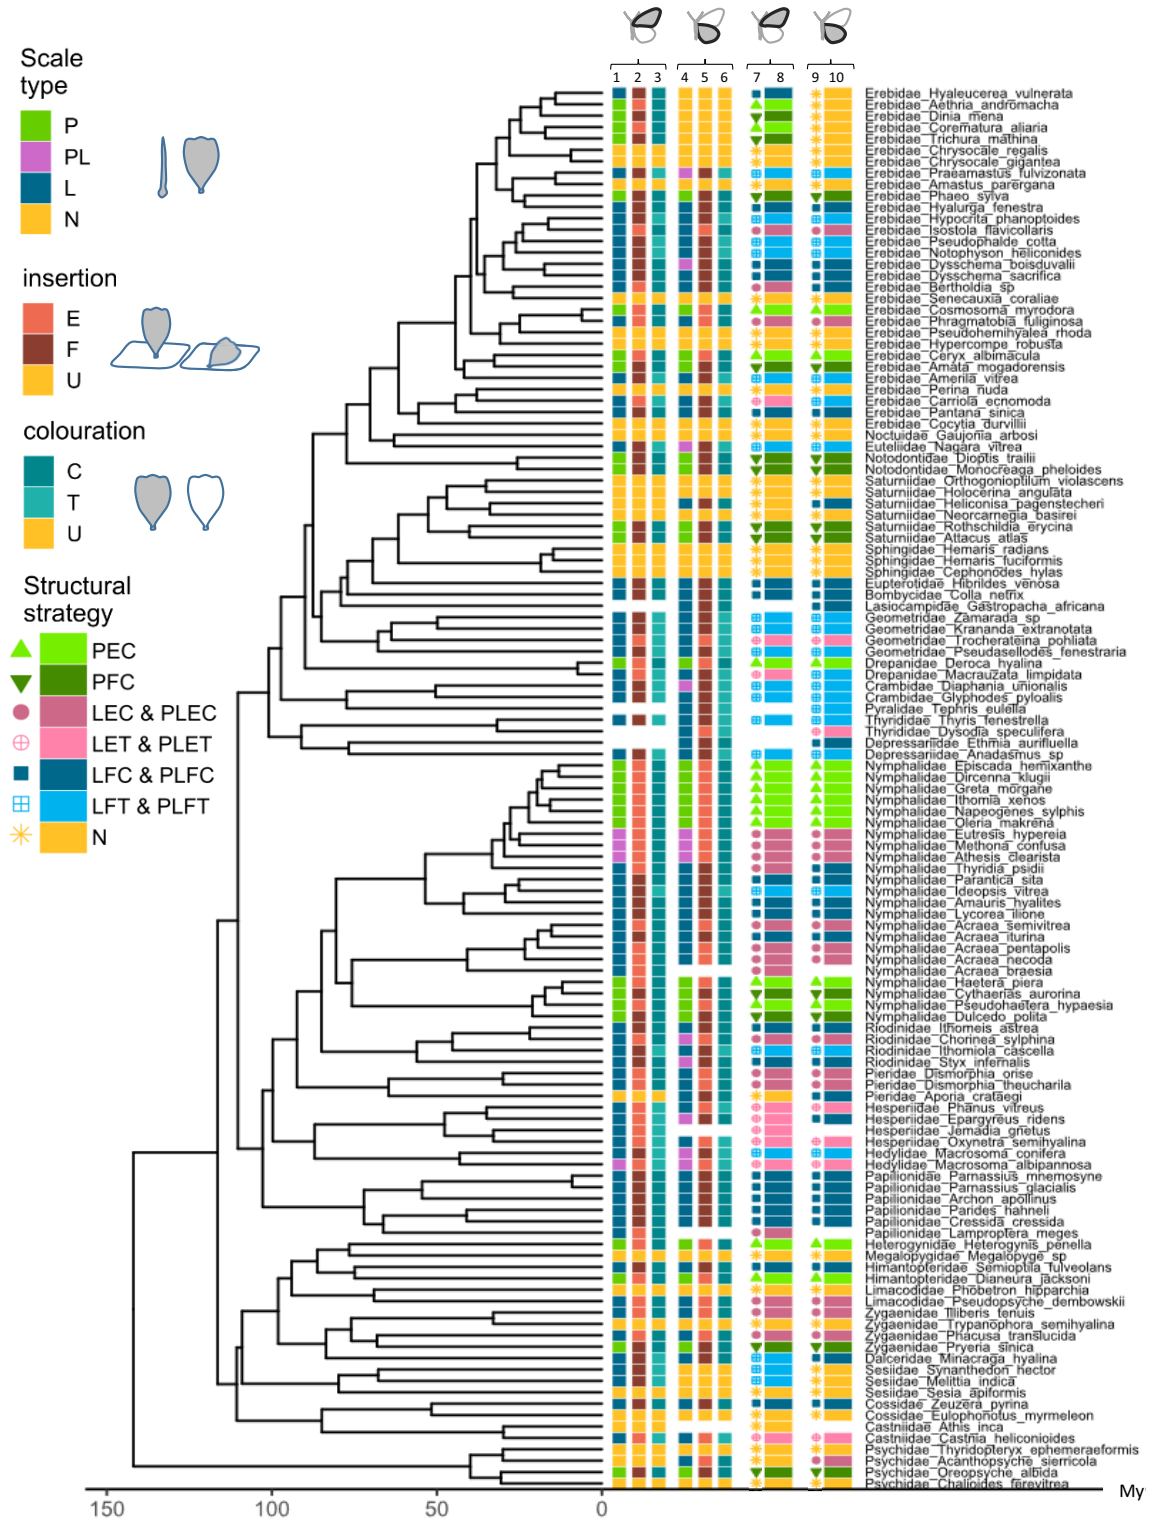 Scale
type
P
PL
L
N
insertion
E
F
U
colouration
C
T
U
Structural
strategy
PEC
PFC
LEC & PLEC
LET & PLET
LFC & PLFC
LFT & PLFT
N
1 2 3 4 5 6 7 8 9 10
Erebidae_Hyaleucerea_vulnerata
Erebidae_Aethria_andromacha
Erebidae_Dinia_mena
Erebidae_Corematura_aliaria
Erebidae_Trichura_mathina
Erebidae_Chrysocale_regalis
Erebidae_Chrysocale_gigantea
Erebidae_Praeamastus_fulvizonata
Erebidae_Amastus_parergana
Erebidae_Phaeo_sylva
Erebidae_Hyalurga_fenestra
Erebidae_Hypocrita_phanoptoides
Erebidae_Isostola_flavicollaris
Erebidae_Pseudophalde_cotta
Erebidae_Notophyson_heliconides
Erebidae_Dysschema_boisduvalii
Erebidae_Dysschema_sacrifica
Erebidae_Bertholdia_sp
Erebidae_Senecauxia_coraliae
Erebidae_Cosmosoma_myrodora
Erebidae_Phragmatobia_fuliginosa
Erebidae_Pseudohemihyalea_rhoda
Erebidae_Hypercompe_robusta
Erebidae_Ceryx_albimacula
Erebidae_Amata_mogadorensis
Erebidae_Amerila_vitrea
Erebidae_Perina_nuda
Erebidae_Carriola_ecnomoda
Erebidae_Pantana_sinica
Erebidae_Cocytia_durvillii
Noctuidae_Gaujonia_arbosi
Euteliidae_Nagara_vitrea
Notodontidae_Dioptis_trailii
Notodontidae_Monocreaga_pheloides
Saturniidae_Orthogonioptilum_violascens
Saturniidae_Holocerina_angulata
Saturniidae_Heliconisa_pagenstecheri
Saturniidae_Neorcarnegia_basirei
Saturniidae_Rothschildia_erycina
Saturniidae_Attacus_atlas
Sphingidae_Hemaris_radians
Sphingidae_Hemaris_fuciformis
Sphingidae_Cephonodes_hylas
Eupterotidae_Hibrildes_venosa
Bombycidae_Colla_netrix
Lasiocampidae_Gastropacha_africana
Geometridae_Zamarada_sp
Geometridae_Krananda_extranotata
Geometridae_Trocherateina_pohliata
Geometridae_Pseudasellodes_fenestraria
Drepanidae_Deroca_hyalina
Drepanidae_Macrauzata_limpidata
Crambidae_Diaphania_unionalis
Crambidae_Glyphodes_pyloalis
Pyralidae_Tephris_eulella
Thyrididae_Thyris_fenestrella
Thyrididae_Dysodia_speculifera
Depressariidae_Ethmia_aurifluella
Depressariidae_Anadasmus_sp
Nymphalidae_Episcada_hemixanthe
Nymphalidae_Dircenna_klugii
Nymphalidae_Greta_morgane
Nymphalidae_Ithomia_xenos
Nymphalidae_Napeogenes_sylphis
Nymphalidae_Oleria_makrena
Nymphalidae_Eutresis_hypereia
Nymphalidae_Methona_confusa
Nymphalidae_Athesis_clearista
Nymphalidae_Thyridia_psidii
Nymphalidae_Parantica_sita
Nymphalidae_Ideopsis_vitrea
Nymphalidae_Amauris_hyalites
Nymphalidae_Lycorea_ilione
Nymphalidae_Acraea_semivitrea
Nymphalidae_Acraea_iturina
Nymphalidae_Acraea_pentapolis
Nymphalidae_Acraea_necoda
Nymphalidae_Acraea_braesia
Nymphalidae_Haetera_piera
Nymphalidae_Cythaerias_aurorina
Nymphalidae_Pseudohaetera_hypaesia
Nymphalidae_Dulcedo_polita
Riodinidae_Ithomeis_astrea
Riodinidae_Chorinea_sylphina
Riodinidae_Ithomiola_cascella
Riodinidae_Styx_infernalis
Pieridae_Dismorphia_orise
Pieridae_Dismorphia_theucharila
Pieridae_Aporia_crataegi
Hesperiidae_Phanus_vitreus
Hesperiidae_Epargyreus_ridens
Hesperiidae_Jemadia_gnetus
Hesperiidae_Oxynetra_semihyalina
Hedylidae_Macrosoma_conifera
Hedylidae_Macrosoma_albipannosa
Papilionidae_Parnassius_mnemosyne
Papilionidae_Parnassius_glacialis
Papilionidae_Archon_apollinus
Papilionidae_Parides_hahneli
Papilionidae_Cressida_cressida
Papilionidae_Lamproptera_meges
Heterogynidae_Heterogynis_penella
Megalopygidae_Megalopyge_sp
Himantopteridae_Semioptila_fulveolans
Himantopteridae_Dianeura_jacksoni
Limacodidae_Phobetron_hipparchia
Limacodidae_Pseudopsyche_dembowskii
Zygaenidae_Illiberis_tenuis
Zygaenidae_Trypanophora_semihyalina
Zygaenidae_Phacusa_translucida
Zygaenidae_Pryeria_sinica
Dalceridae_Minacraga_hyalina
Sesiidae_Synanthedon_hector
Sesiidae_Melittia_indica
Sesiidae_Sesia_apiformis
Cossidae_Zeuzera_pyrina
Cossidae_Eulophonotus_myrmeleon
Castniidae_Athis_inca
Castniidae_Castnia_heliconioides
Psychidae_Thyridopteryx_ephemeraeformis
Psychidae_Acanthopsyche_sierricola
Psychidae_Oreopsyche_albida
Psychidae_Chalioides_ferevitrea
150 100 50 0 My